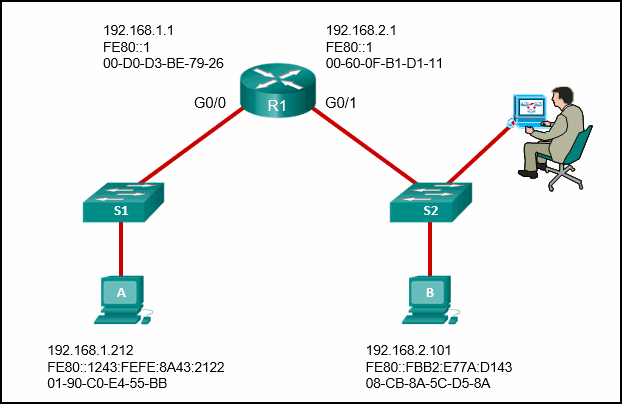 192.168.1.1
FE80::1
00-D0-D3-BE-79-26
192.168.2.1
FE80::1
00-60-0F-B1-D1-11
G0/0
R1
G0/1
S1
S2
A
B
192.168.1.212
FE80::1243:FEFE:8A43:2122
01-90-C0-E4-55-BB
192.168.2.101
FE80::FBB2:E77A:D143
08-CB-8A-5C-D5-8A